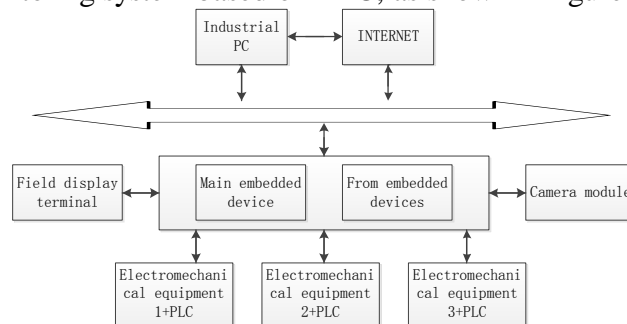 Industrial
PC
INTERNET
Field display
terminal
Main embedded
device
From embedded
devices
Camera module
Electromechani
cal equipment
1+PLC
Electromechani
cal equipment
2+PLC
Electromechani
cal equipment
3+PLC